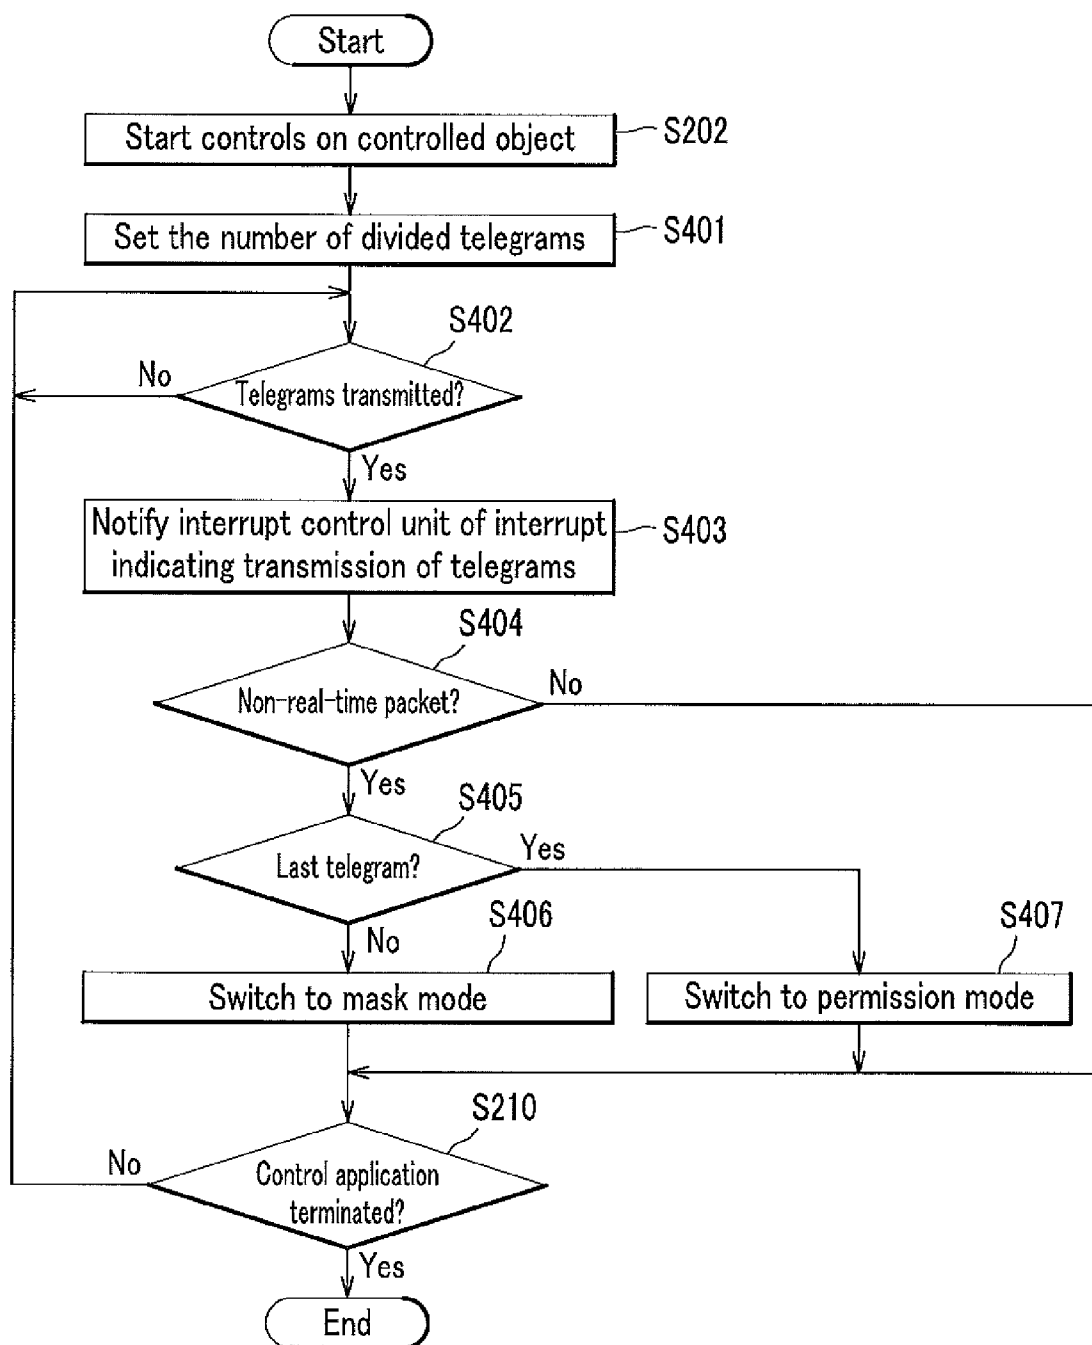 Start
Start controls on controlled object
S202
Set the number of divided telegrams
S401
S402
No
Telegrams transmitted?
Yes
Notify interrupt control unit of interrupt
indicating transmission of telegrams
S403
S404
Non-real-time packet?
No
Yes
S405
Last telegram?
Yes
No
S406
S407
Switch to mask mode
Switch to permission mode
S210
No
Control application
terminated?
Yes
End